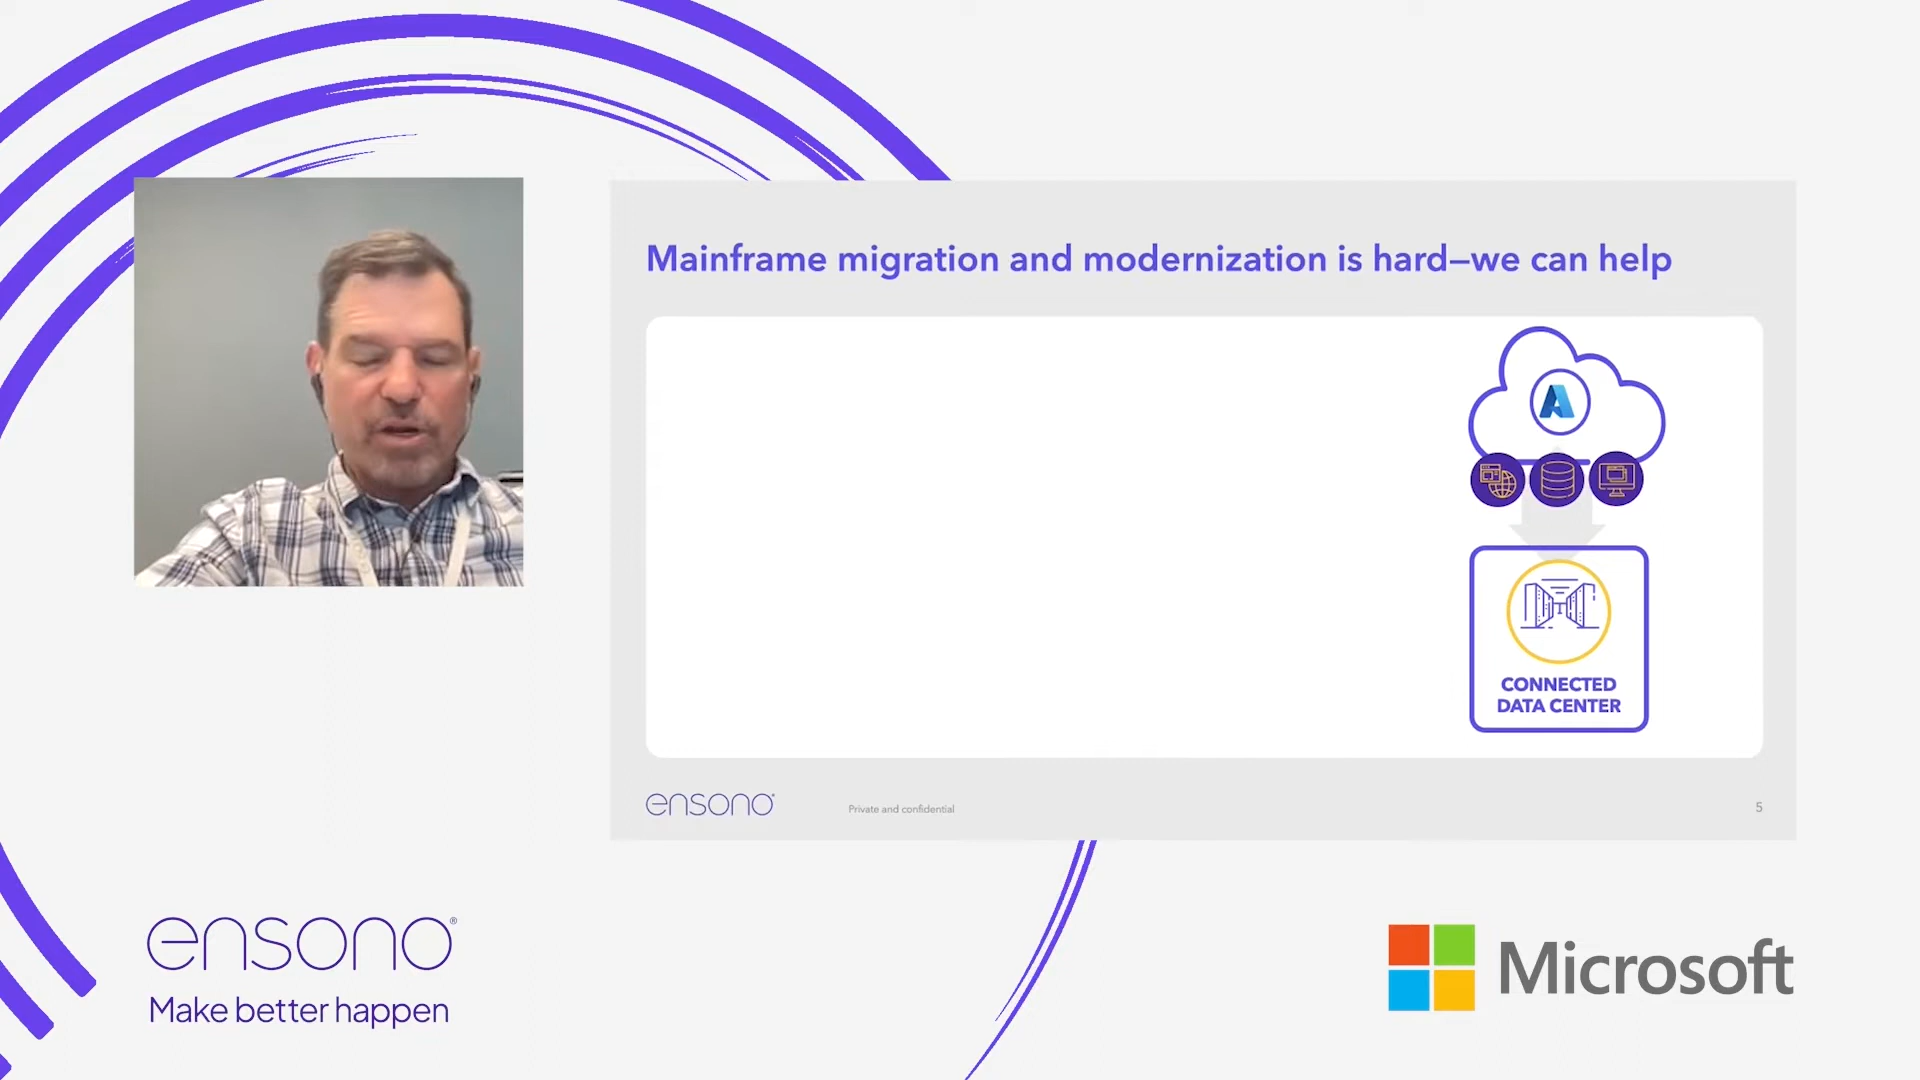 Mainframe migration and modernization is hard—we can help
CONNECTED
DATA CENTER
ensono®
Private and confidential
5
ensono®
Make better happen
Microsoft